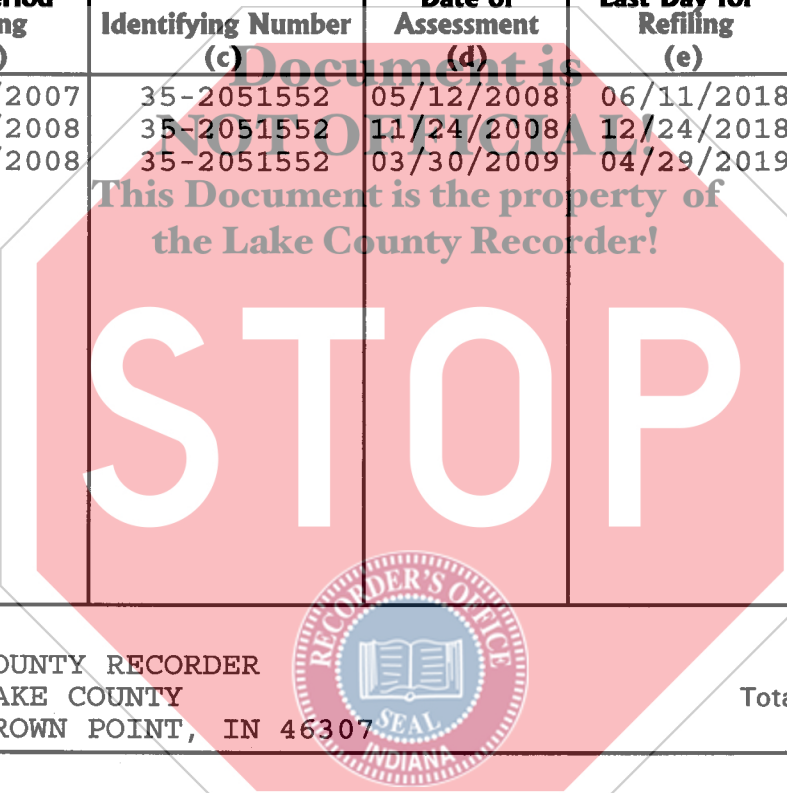 eriod Date of Last Day for
ng Identifying Number Assessment Refiling
) (c) (d) (e)
Document is
/2007 35-2051552 05/12/2008 06/11/2018
/2008 35-2051552 11/24/2008 12/24/2018
NOT OFFICIAL!
/2008 35-2051552 03/30/2009 04/29/2019
This Document is the property of
the Lake County Recorder!
STOP
RECORDER'S OFFICE
OUNTY RECORDER
AKE COUNTY Tota
ROWN POINT, IN 46307
SEAL
INDIANA